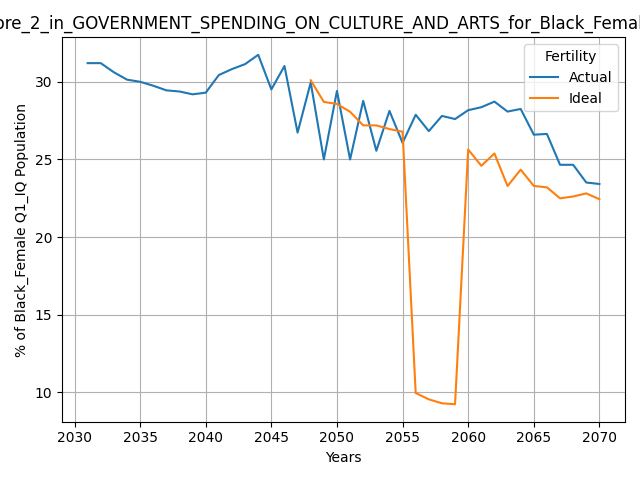 ore_2_in_GOVERNMENT_SPENDING_ON_CULTURE_AND_ARTS_for_Black_Femal
Fertility
Actual
Ideal
% of Black_Female Q1_IQ Population
30
25
20
15
10
2030 2035 2040 2045 2050 2055 2060 2065 2070
Years